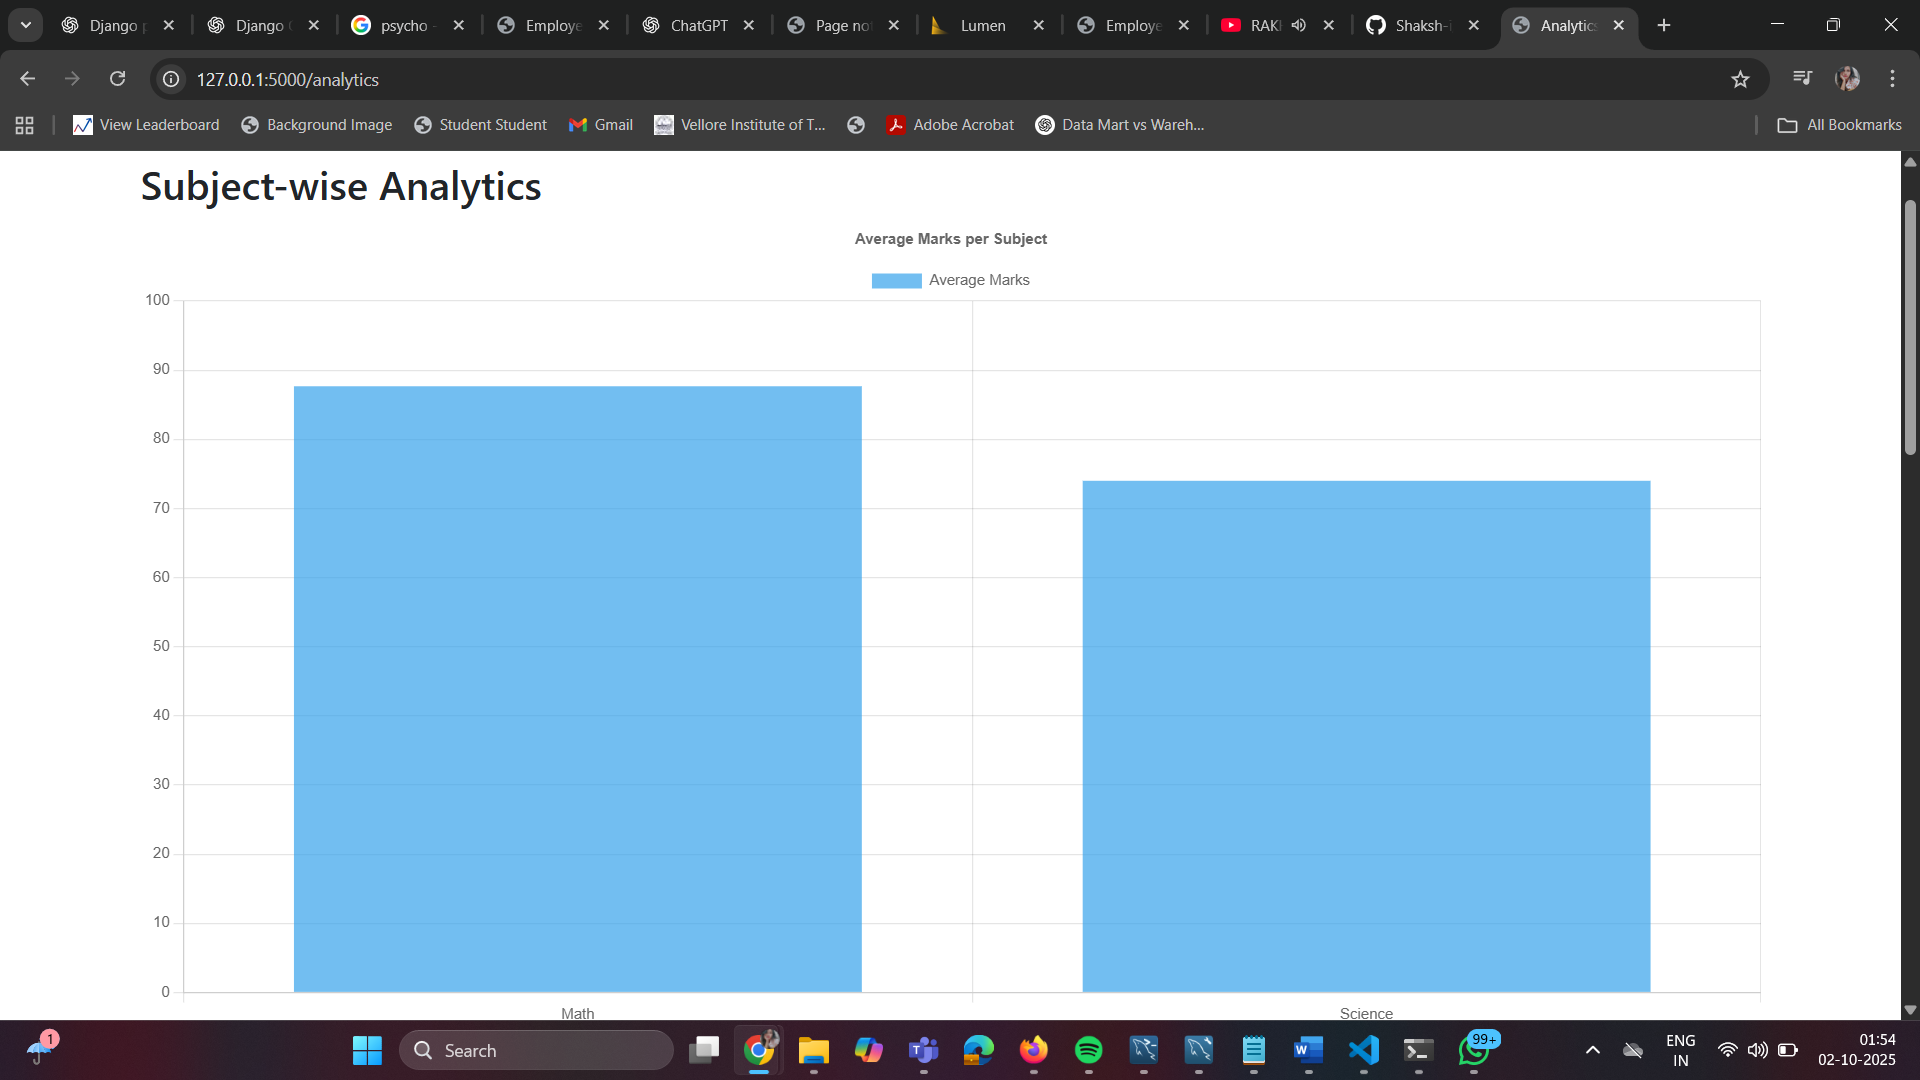 Django p
Django (
psycho -
Employe
ChatGPT
Page not
Lumen
Employe
RAKI
Shaksh-i
Analytics
127.0.0.1:5000/analytics
View Leaderboard
Background Image
Student Student
Gmail
Vellore Institute of T...
Adobe Acrobat
Data Mart vs Wareh...
All Bookmarks
Subject-wise Analytics
Average Marks per Subject
Average Marks
100
90
80
70
60
50
40
30
20
10
0
Math
Science
1
Search
99+
ENG
IN
01:54
02-10-2025